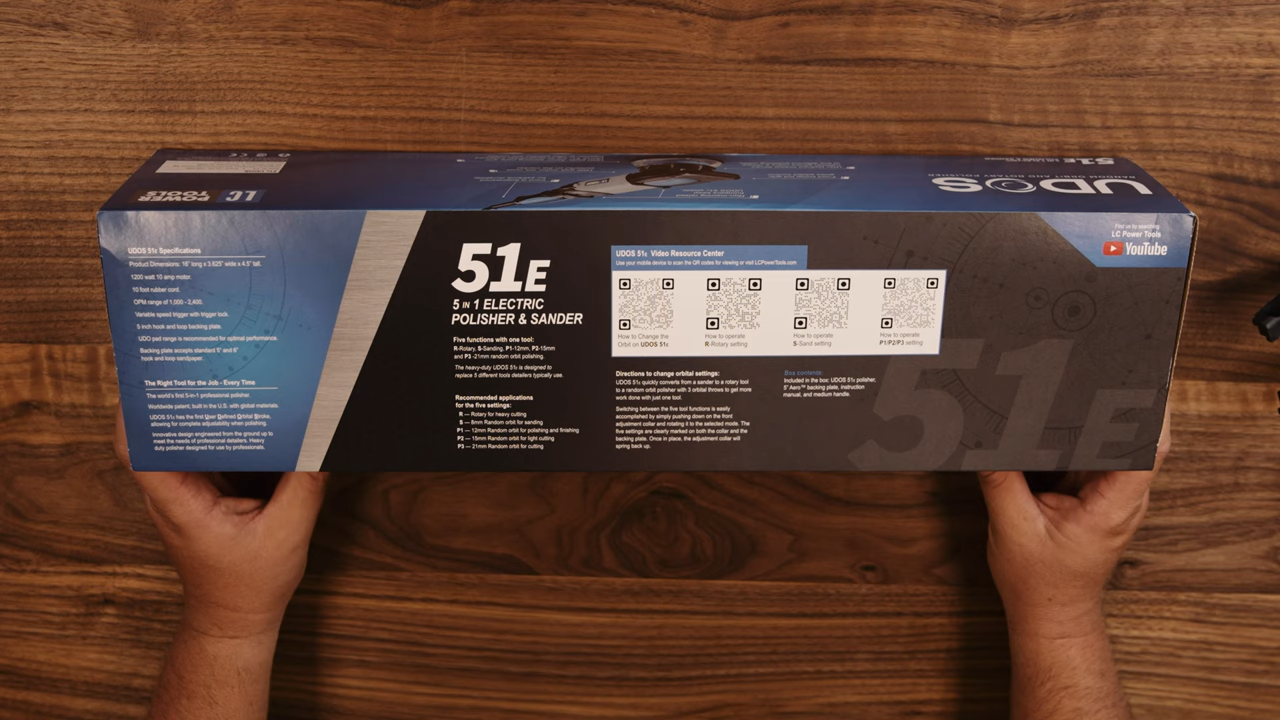 LC
POWER
TOOLS
UDOS
RANDOM ORBIT AND ROTARY POLISHER
51E
UDOS 51E Specifications
Product Dimensions: 18" long x 3.625" wide x 4.5" tall.
1200 watt 10 amp motor.
10 foot rubber cord.
OPM range of 1,000 - 2,400.
Variable speed trigger with trigger lock.
5 inch hook and loop backing plate.
UDO pad range is recommended for optimal performance.
Backing plate accepts standard 5" and 6"
hook and loop sandpaper.
The Right Tool for the Job - Every Time
The world's first 5-in-1 professional polisher.
Worldwide patent, built in the U.S. with global materials.
UDOS 51E has the first User Defined Orbital Stroke,
allowing for complete adjustability when polishing.
Innovative design engineered from the ground up to
meet the needs of professional detailers. Heavy
duty polisher designed for use by professionals.
51E
5 IN 1 ELECTRIC
POLISHER & SANDER
Five functions with one tool:
R-Rotary, S-Sanding, P1-12mm, P2-15mm
and P3 -21mm random orbit polishing.
The heavy-duty UDOS 51E is designed to
replace 5 different tools detailers typically use.
Recommended applications
for the five settings:
R — Rotary for heavy cutting
S — 8mm Random orbit for sanding
P1 — 12mm Random orbit for polishing and finishing
P2 — 15mm Random orbit for light cutting
P3 — 21mm Random orbit for cutting
UDOS 51E Video Resource Center
Use your mobile device to scan the QR codes for viewing or visit LCPowerTools.com
How to Change the
Orbit on UDOS 51E
How to operate
R-Rotary setting
How to operate
S-Sand setting
How to operate
P1/P2/P3 setting
Directions to change orbital settings:
UDOS 51E quickly converts from a sander to a rotary tool
to a random orbit polisher with 3 orbital throws to get more
work done with just one tool.
Switching between the five tool functions is easily
accomplished by simply pushing down on the front
adjustment collar and rotating it to the selected mode. The
five settings are clearly marked on both the collar and the
backing plate. Once in place, the adjustment collar will
spring back up.
Box contents:
Included in the box; UDOS 51E polisher,
5" Aero™ backing plate, instruction
manual, and medium handle.
Find us by searching
LC Power Tools
YouTube
51E